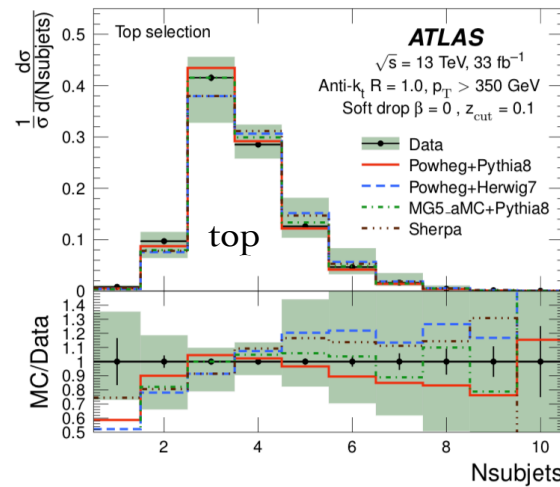 Top selection
ATLAS
√s = 13 TeV, 33 fb⁻¹
Anti-kₜ R = 1.0, p_T > 350 GeV
Soft drop β = 0 , z_cut = 0.1
Data
Powheg+Pythia8
Powheg+Herwig7
MG5_aMC+Pythia8
Sherpa
top
1/σ dσ/d(Nsubjets)
0.5
0.4
0.3
0.2
0.1
0
MC/Data
1.4
1.3
1.2
1.1
1
0.9
0.8
0.7
0.6
0.5
2 4 6 8 10
Nsubjets